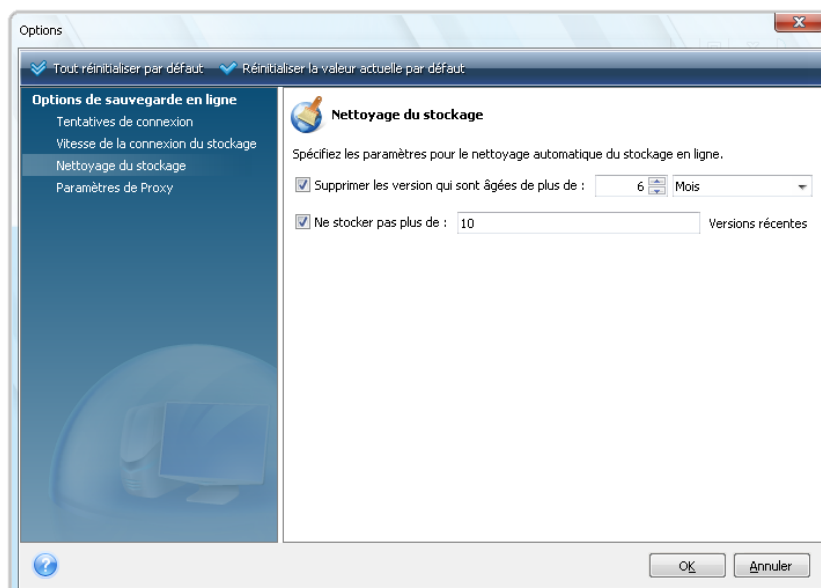 Options
Tout réinitialiser par défaut Réinitialiser la valeur actuelle par défaut
Options de sauvegarde en ligne
Tentatives de connexion
Vitesse de la connexion du stockage
Nettoyage du stockage
Paramètres de Proxy
Nettoyage du stockage
Spécifiez les paramètres pour le nettoyage automatique du stockage en ligne.
Supprimer les version qui sont âgées de plus de : 6 Mois
Ne stocker pas plus de : 10 Versions récentes
OK Annuler